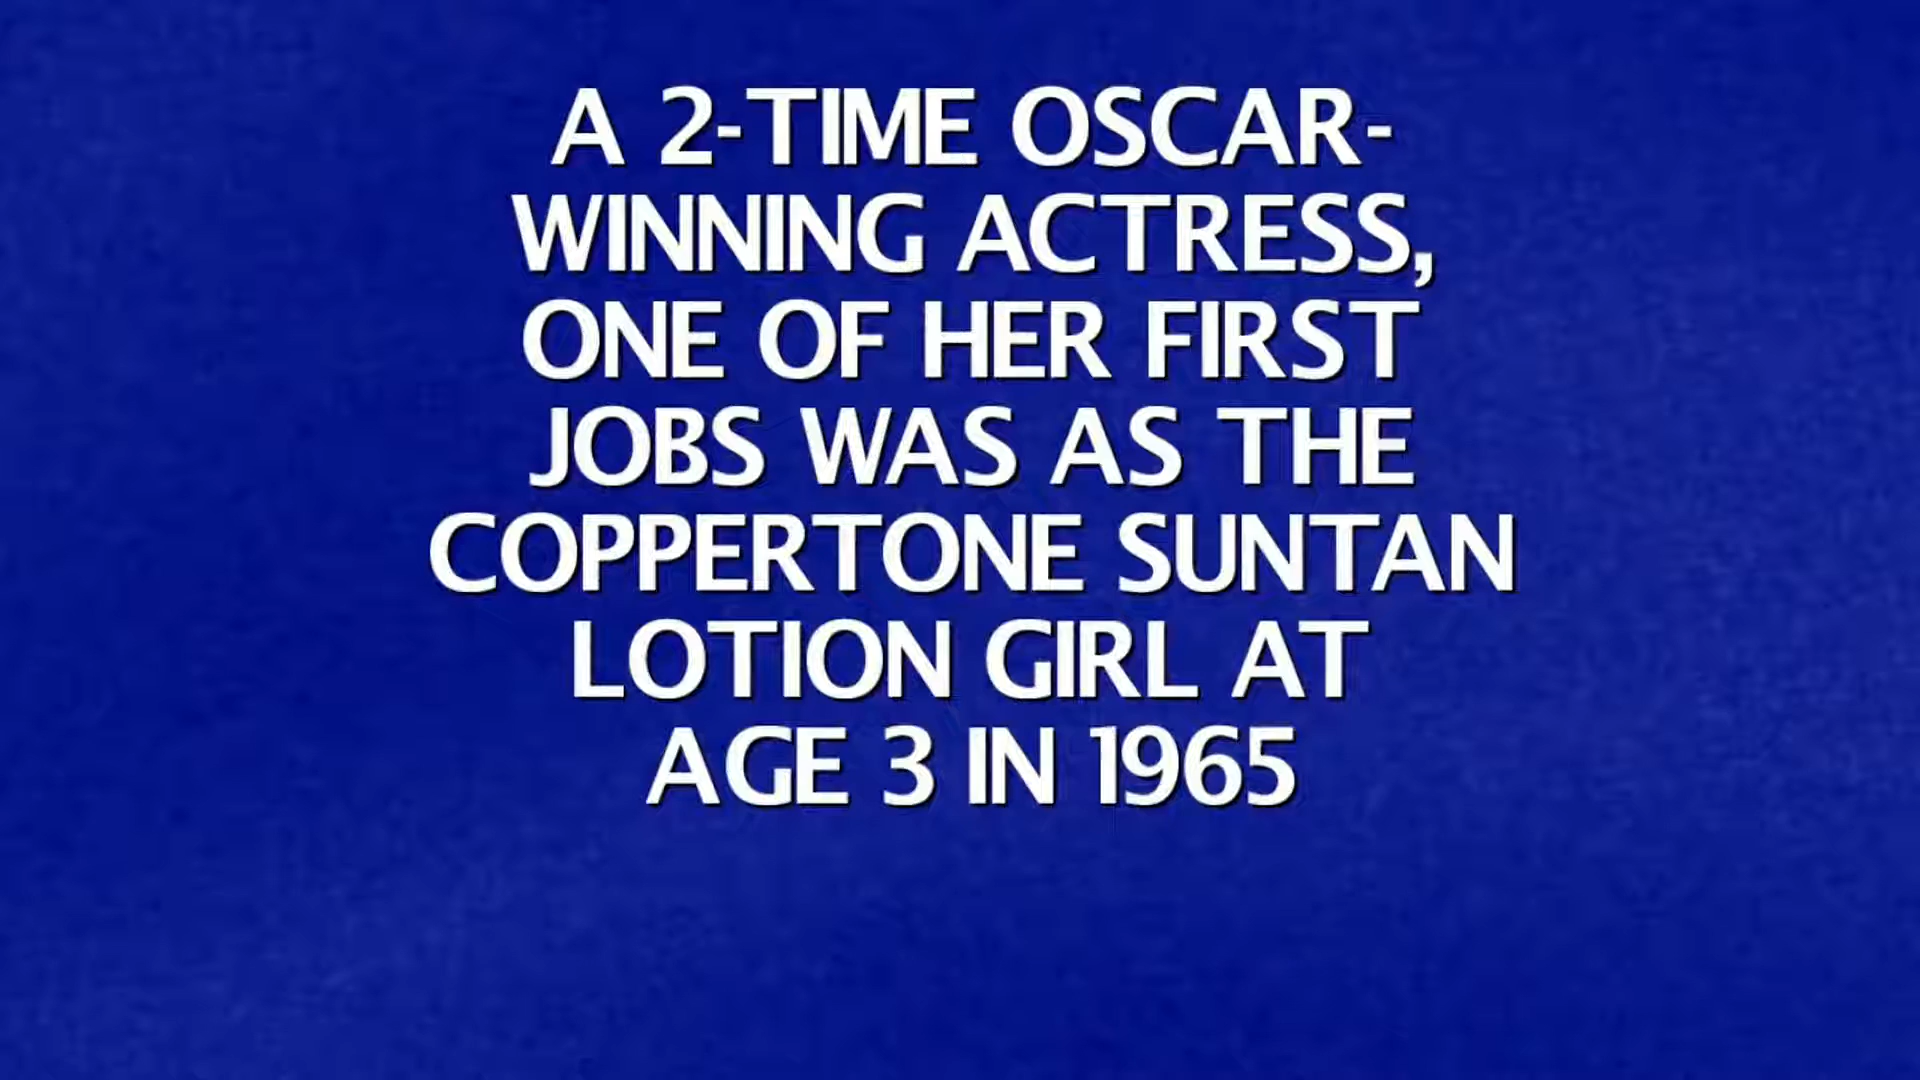 A 2-TIME OSCAR-
WINNING ACTRESS,
ONE OF HER FIRST
JOBS WAS AS THE
COPPERTONE SUNTAN
LOTION GIRL AT
AGE 3 IN 1965